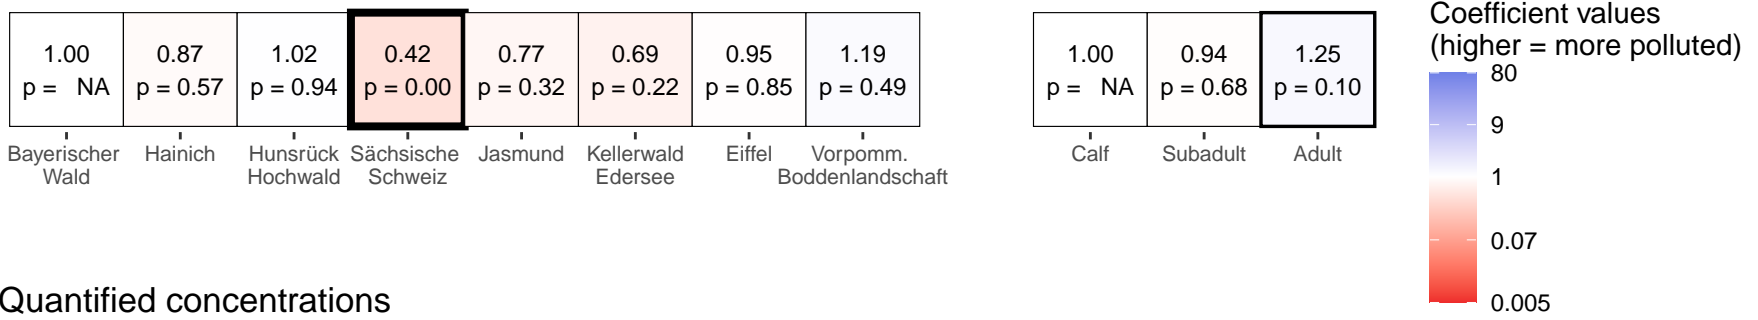 1.00 0.87 1.02 0.42 0.77 0.69 0.95 1.19
p = NA p = 0.57 p = 0.94 p = 0.00 p = 0.32 p = 0.22 p = 0.85 p = 0.49
Bayerischer Hainich Hunsrück Sächsische Jasmund Kellerwald Eiffel Vorpomm.
Wald Hochwald Schweiz Edersee Boddenlandschaft
1.00 0.94 1.25
p = NA p = 0.68 p = 0.10
Calf Subadult Adult
Coefficient values
(higher = more polluted)
80
9
1
0.07
0.005
Quantified concentrations